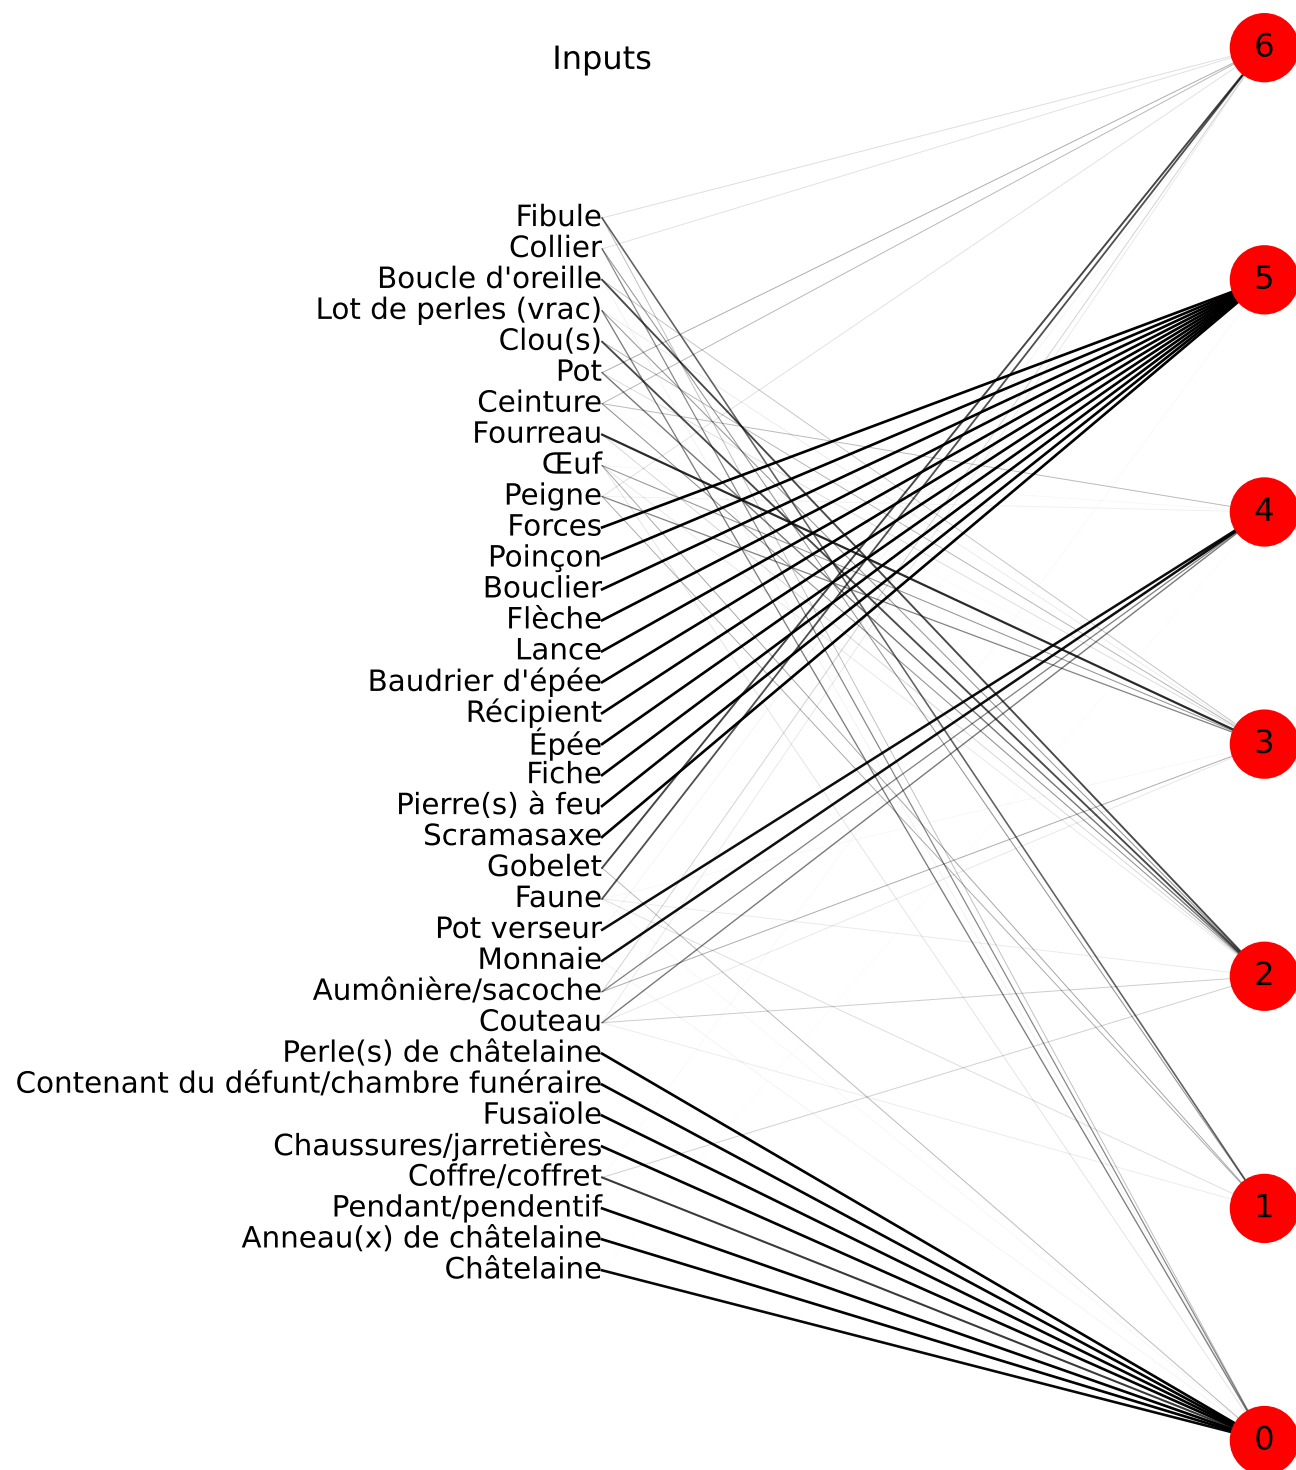 6
Inputs
Fibule
Collier
Boucle d'oreille
5
Lot de perles (vrac)
Clou(s)
Pot
Ceinture
Fourreau
Œuf
Peigne
4
Forces
Poinçon
Bouclier
Flèche
Lance
Baudrier d'épée
Récipient
Épée
3
Fiche
Pierre(s) à feu
Scramasaxe
Gobelet
Faune
Pot verseur
Monnaie
2
Aumônière/sacoche
Couteau
Perle(s) de châtelaine
Contenant du défunt/chambre funéraire
Fusaïole
Chaussures/jarretières
Coffre/coffret
Pendant/pendentif
1
Anneau(x) de châtelaine
Châtelaine
0